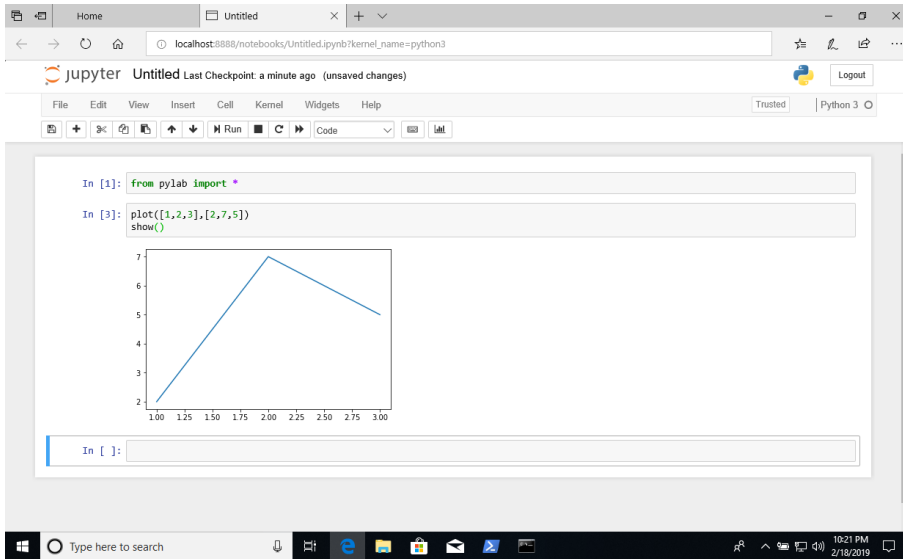 Home
Untitled
localhost:8888/notebooks/Untitled.ipynb?kernel_name=python3
jupyter Untitled Last Checkpoint: a minute ago (unsaved changes)
Logout
File Edit View Insert Cell Kernel Widgets Help
Trusted
Python 3
Run
Code
In [1]: from pylab import *
In [3]: plot([1,2,3],[2,7,5])
show()
7
6
5
4
3
2
1.00 1.25 1.50 1.75 2.00 2.25 2.50 2.75 3.00
In [ ]:
Type here to search
10:21 PM
2/18/2019